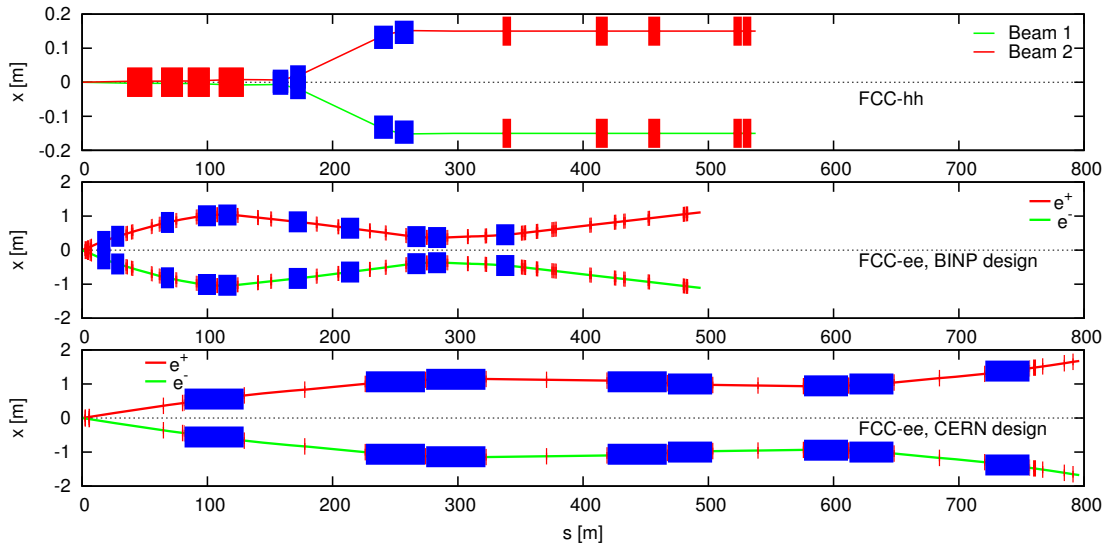 0.2
0.1
0
-0.1
-0.2
x [m]
Beam 1
Beam 2
FCC-hh
0 100 200 300 400 500 600 700 800
2
1
0
-1
-2
x [m]
e+
e-
FCC-ee, BINP design
0 100 200 300 400 500 600 700 800
2
1
0
-1
-2
x [m]
e+
e-
FCC-ee, CERN design
0 100 200 300 400 500 600 700 800
s [m]